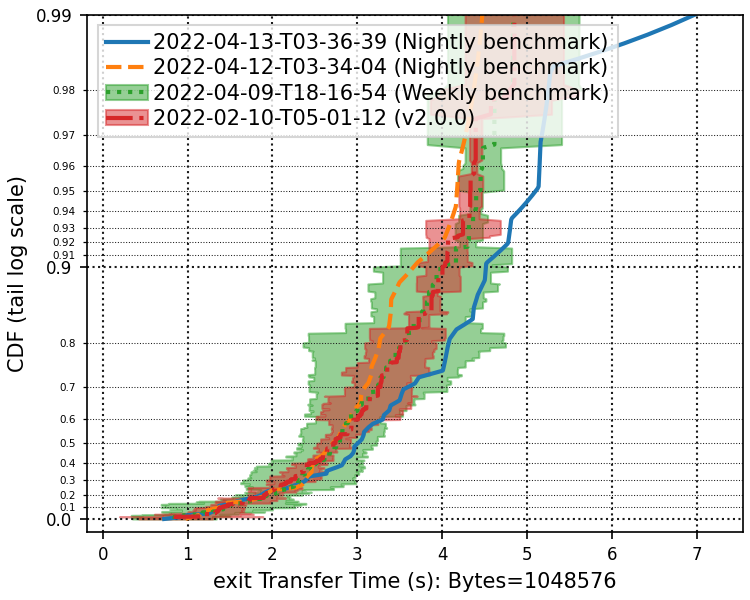 0.99
2022-04-13-T03-36-39 (Nightly benchmark)
2022-04-12-T03-34-04 (Nightly benchmark)
2022-04-09-T18-16-54 (Weekly benchmark)
2022-02-10-T05-01-12 (v2.0.0)
0.98
0.97
0.96
0.95
0.94
0.93
0.92
0.91
0.9
0.8
0.7
0.6
0.5
0.4
0.3
0.2
0.1
0.0
CDF (tail log scale)
0 1 2 3 4 5 6 7
exit Transfer Time (s): Bytes=1048576